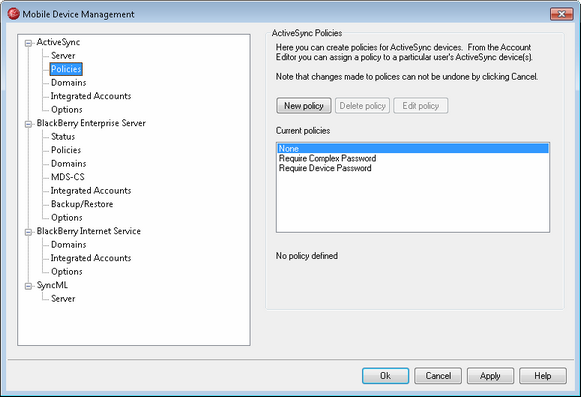 Mobile Device Management
ActiveSync
Server
Policies
Domains
Integrated Accounts
Options
BlackBerry Enterprise Server
Status
Policies
Domains
MDS-CS
Integrated Accounts
Backup/Restore
Options
BlackBerry Internet Service
Domains
Integrated Accounts
Options
SyncML
Server
ActiveSync Policies
Here you can create policies for ActiveSync devices. From the Account
Editor you can assign a policy to a particular user's ActiveSync device(s).
Note that changes made to polices can not be undone by clicking Cancel.
New policy Delete policy Edit policy
Current policies
None
Require Complex Password
Require Device Password
No policy defined
Ok Cancel Apply Help